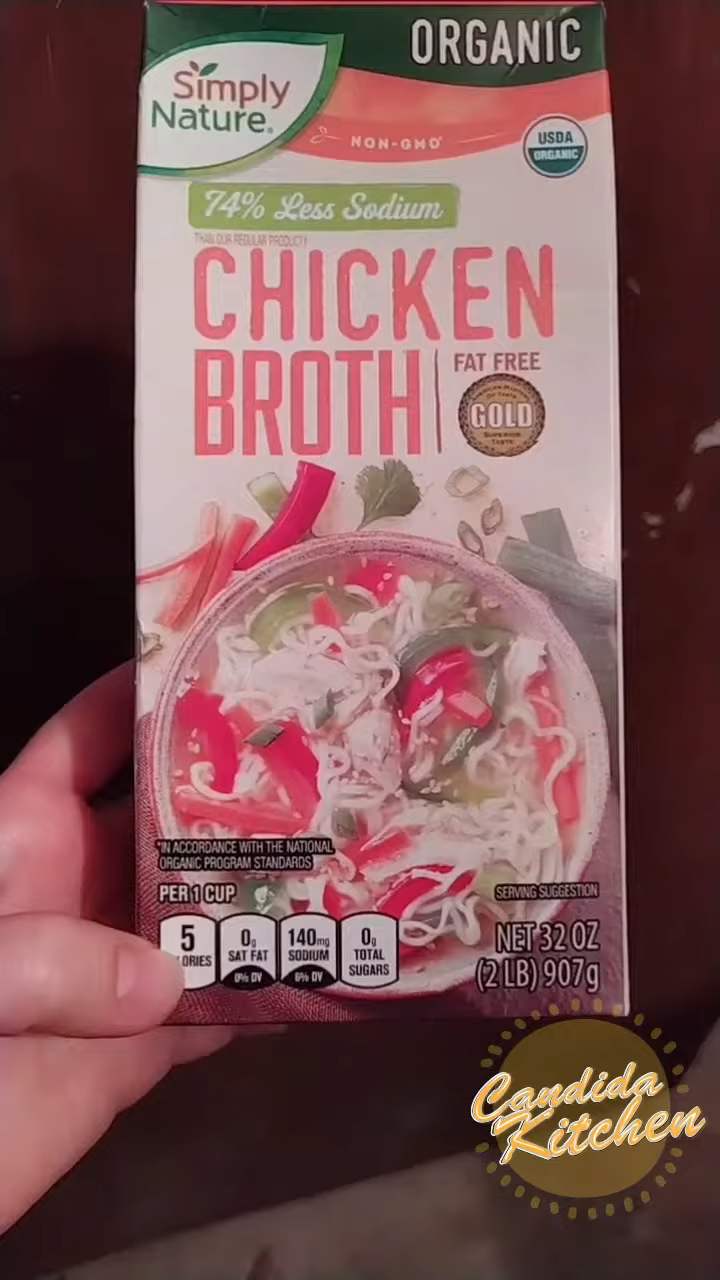 ORGANIC
Simply
Nature.
NON-GMO
USDA
ORGANIC
74% Less Sodium
THAN OUR REGULAR PRODUCT†
CHICKEN
BROTH
FAT FREE
GOLD
SUPERIOR
TASTE
*IN ACCORDANCE WITH THE NATIONAL
ORGANIC PROGRAM STANDARDS
PER 1 CUP
SERVING SUGGESTION
5
ORIES
0g
SAT FAT
0% DV
140mg
SODIUM
6% DV
0g
TOTAL
SUGARS
NET 32 OZ
(2 LB) 907g
Candida
Kitchen